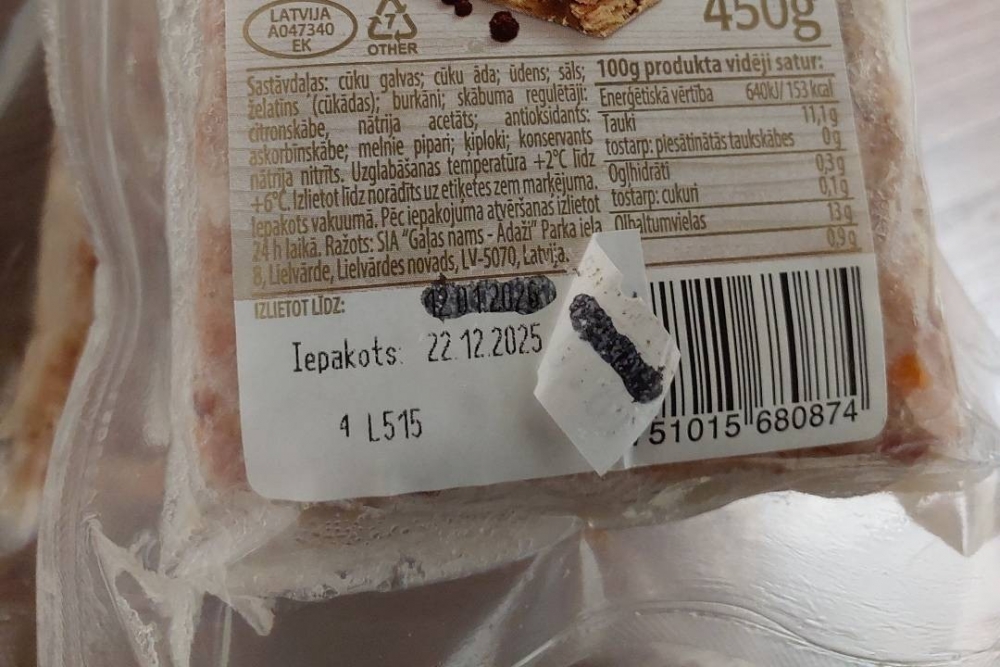 LATVIJA
A047340
EK
7
OTHER
450g
Sastāvdaļas: cūku galvas; cūku āda; ūdens; sāls;
želatīns (cūkādas); burkāni; skābuma regulētāji:
citronskābe, nātrija acetāts; antioksidants:
askorbīnskābe; melnie pipari; ķiploki; konservants
nātrija nitrīts. Uzglabāšanas temperatūra +2°C līdz
+6°C. Izlietot līdz norādīts uz etiķetes zem marķējuma.
Iepakots vakuumā. Pēc iepakojuma atvēršanas izlietot
24 h laikā. Ražots: SIA "Gaļas nams - Ādaži" Parka iela
8, Lielvārde, Lielvārdes novads, LV-5070, Latvija.
100g produkta vidēji satur:
Enerģētiskā vērtība 640kJ/ 153 kcal
Tauki 11,1g
tostarp: piesātinātās taukskābes 0g
Ogļhidrāti 0,3g
tostarp: cukuri 0,1g
Olbaltumvielas 13g
0,9g
IZLIETOT LĪDZ: 12.01.2026
Iepakots: 22.12.2025
4 L515
751015 680874